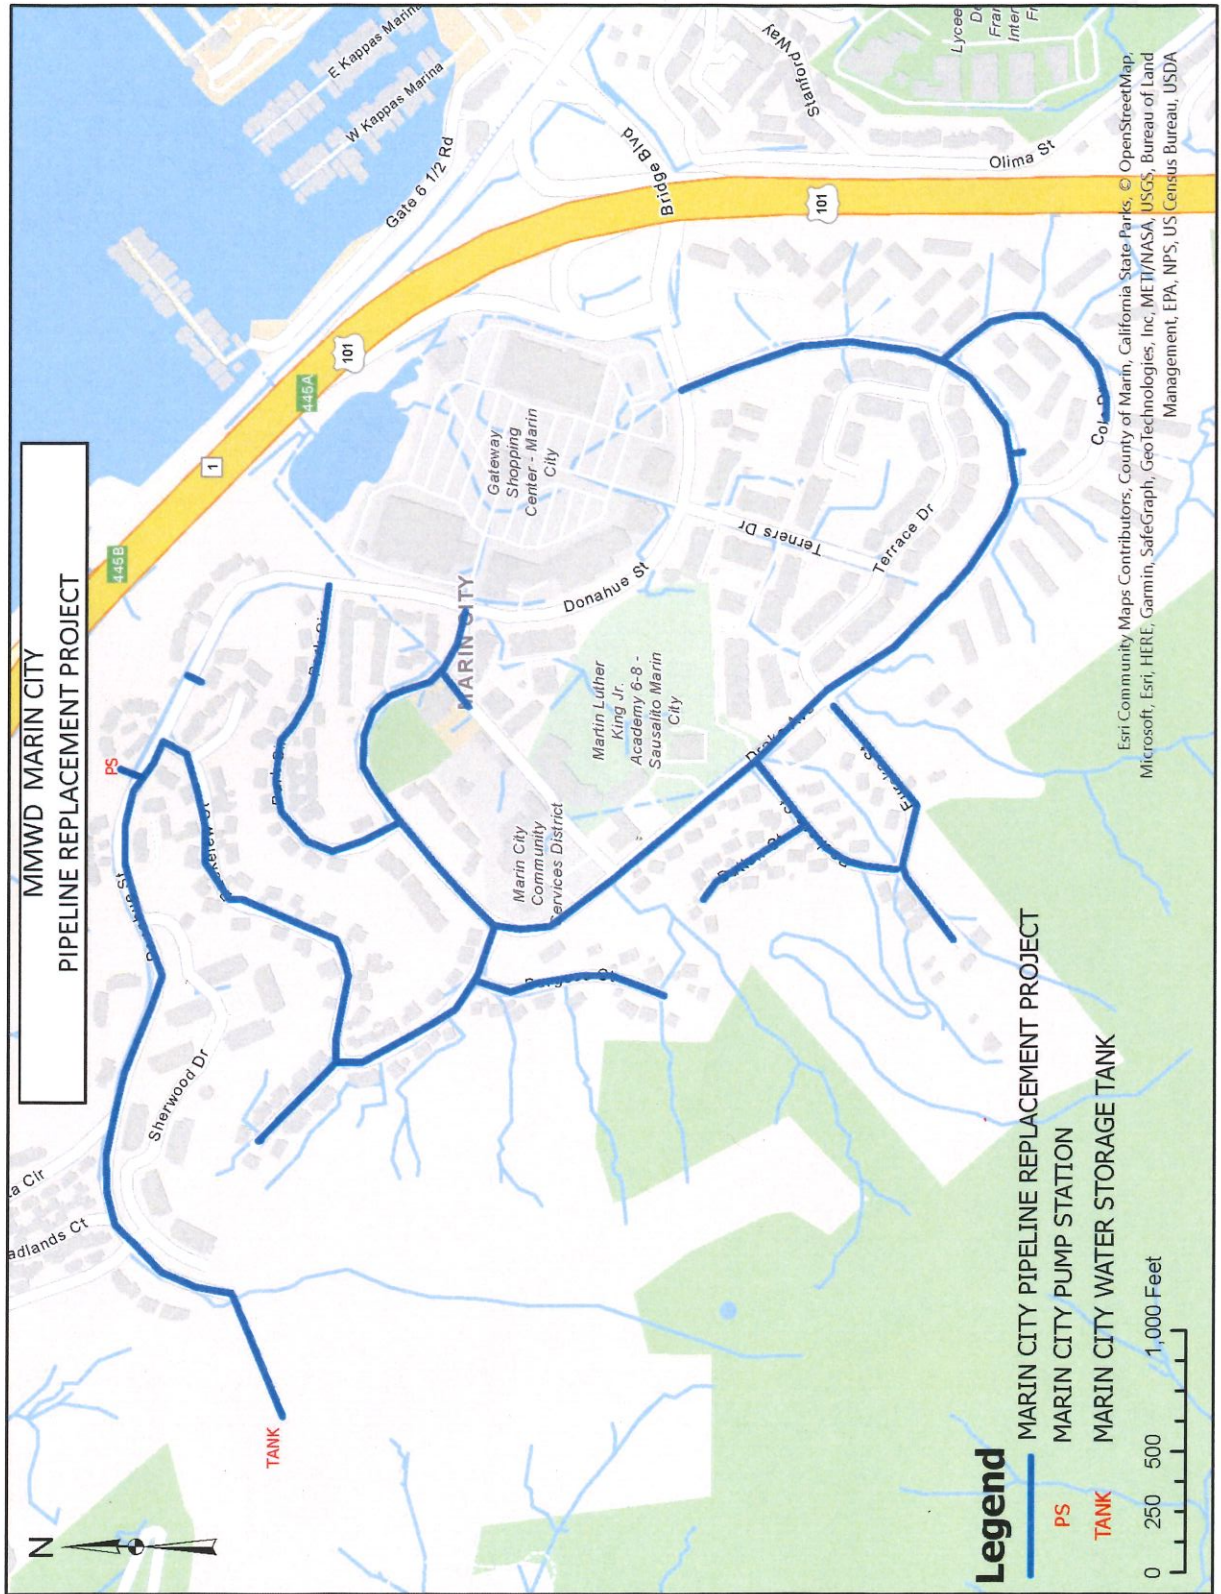 MMWD MARIN CITY
PIPELINE REPLACEMENT PROJECT
N
TANK
PS
445B
445A
1
101
101
E Kappas Marina
W Kappas Marina
Gate 6 1/2 Rd
Bridge Blvd
Stanford Way
Olima St
Lycee
Sherwood Dr
Gateway
Shopping
Center - Marin
City
MARIN CITY
Donahue St
Terners Dr
Terrace Dr
Martin Luther
King Jr.
Academy 6-8 -
Sausalito Marin
City
Marin City
Community
Services District
Legend
MARIN CITY PIPELINE REPLACEMENT PROJECT
PS
MARIN CITY PUMP STATION
TANK
MARIN CITY WATER STORAGE TANK
0 250 500 1,000 Feet
Esri Community Maps Contributors, County of Marin, California State Parks, © OpenStreetMap,
Microsoft, Esri, HERE, Garmin, SafeGraph, GeoTechnologies, Inc, METI/NASA, USGS, Bureau of Land
Management, EPA, NPS, US Census Bureau, USDA